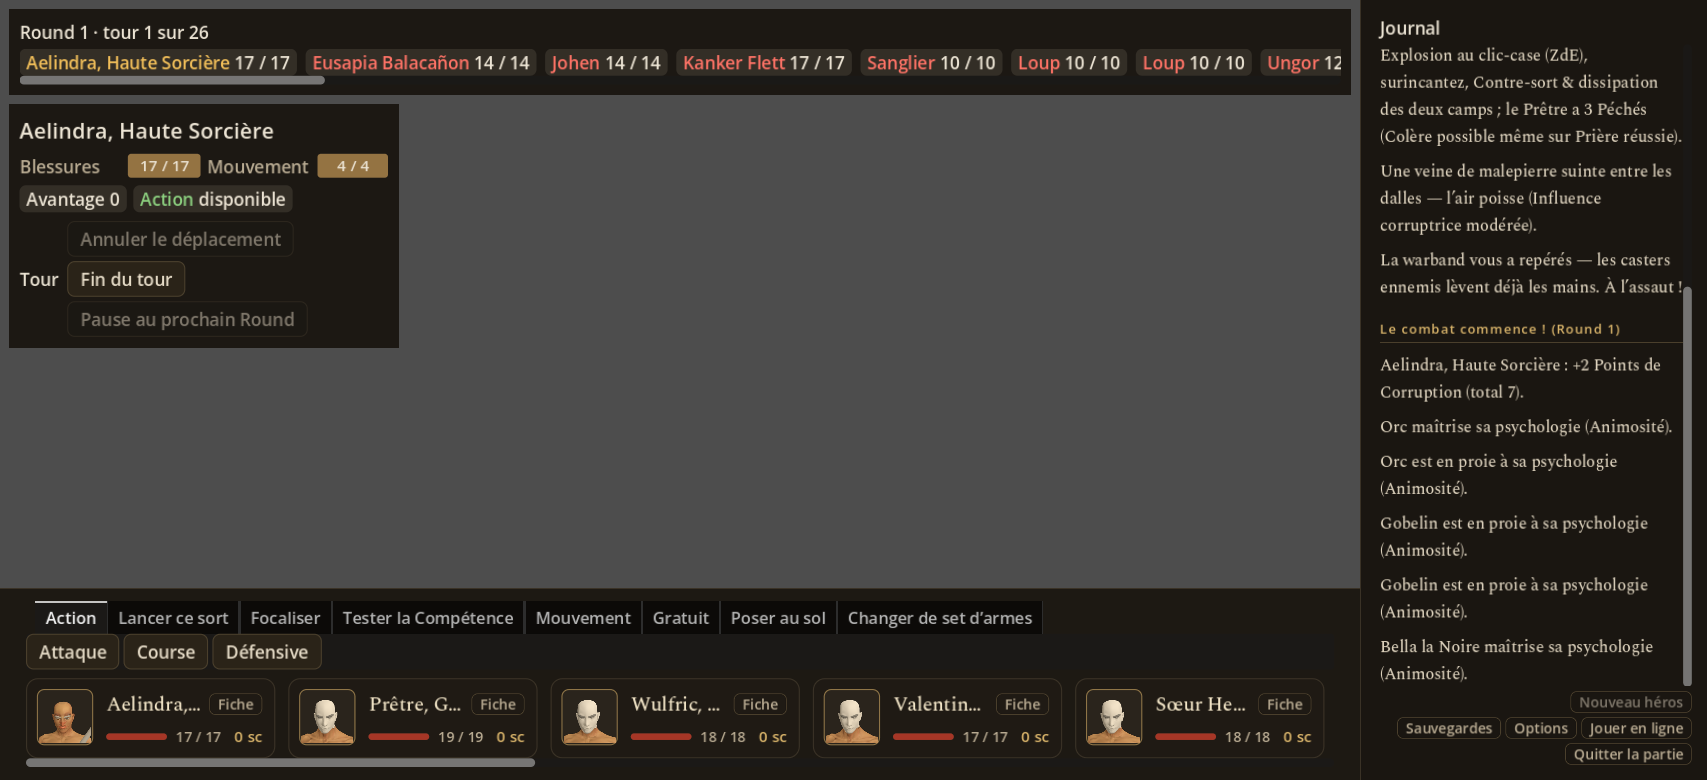 Round 1 · tour 1 sur 26
Aelindra, Haute Sorcière 17 / 17 Eusapia Balacañon 14 / 14 Johen 14 / 14 Kanker Flett 17 / 17 Sanglier 10 / 10 Loup 10 / 10 Loup 10 / 10 Ungor 12
Aelindra, Haute Sorcière
Blessures 17 / 17 Mouvement 4 / 4
Avantage 0 Action disponible
Annuler le déplacement
Tour Fin du tour
Pause au prochain Round
Action Lancer ce sort Focaliser Tester la Compétence Mouvement Gratuit Poser au sol Changer de set d’armes
Attaque Course Défensive
Aelindra,... Fiche
17 / 17 0 sc
Prêtre, G... Fiche
19 / 19 0 sc
Wulfric, ... Fiche
18 / 18 0 sc
Valentin... Fiche
17 / 17 0 sc
Sœur He... Fiche
18 / 18 0 sc
Journal
Explosion au clic-case (ZdE),
surincantez, Contre-sort & dissipation
des deux camps ; le Prêtre a 3 Péchés
(Colère possible même sur Prière réussie).
Une veine de malepierre suinte entre les
dalles — l’air poisse (Influence
corruptrice modérée).
La warband vous a repérés — les casters
ennemis lèvent déjà les mains. À l’assaut !
Le combat commence ! (Round 1)
Aelindra, Haute Sorcière : +2 Points de
Corruption (total 7).
Orc maîtrise sa psychologie (Animosité).
Orc est en proie à sa psychologie
(Animosité).
Gobelin est en proie à sa psychologie
(Animosité).
Gobelin est en proie à sa psychologie
(Animosité).
Bella la Noire maîtrise sa psychologie
(Animosité).
Nouveau héros
Sauvegardes Options Jouer en ligne
Quitter la partie